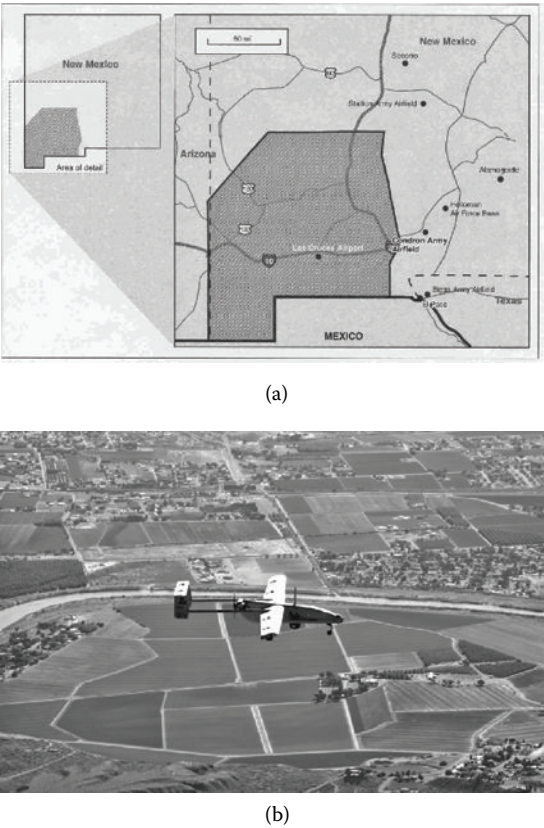 New Mexico
Area of detail
50 mi
New Mexico
Socorro
Stallion Army Airfield
Arizona
Alamogordo
Holloman
Air Force Base
Condron Army
Airfield
Las Cruces Airport
10
Biggs Army Airfield
El Paso
Texas
MEXICO
(a)
(b)